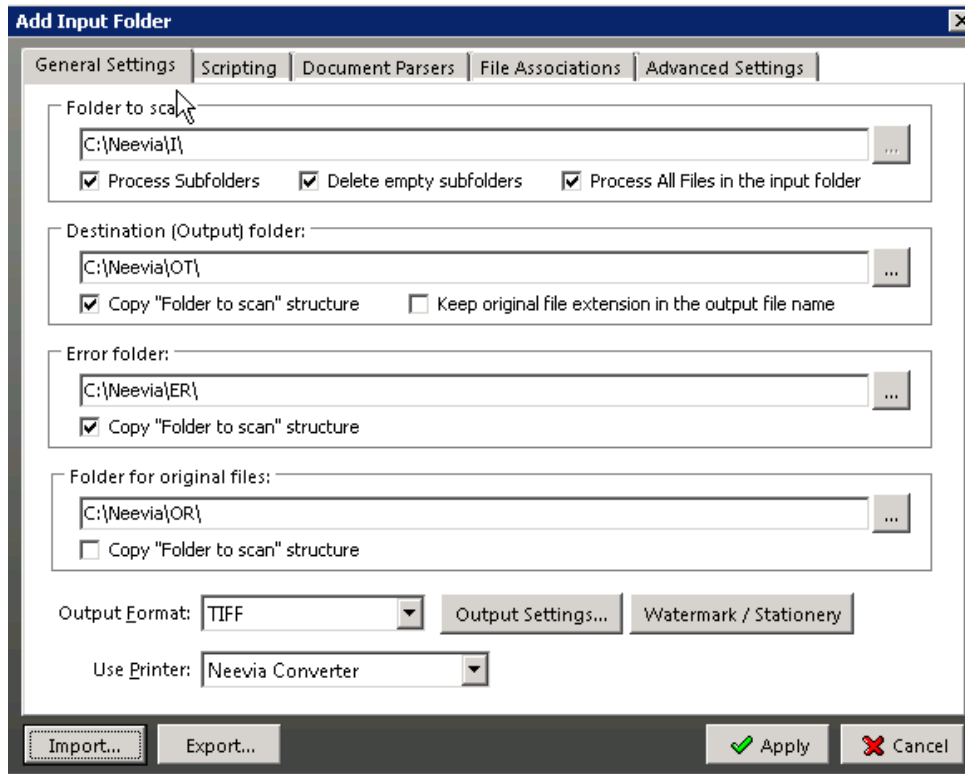 Add Input Folder
General Settings Scripting Document Parsers File Associations Advanced Settings
Folder to sca
C:\Neevia\I\ ...
Process Subfolders Delete empty subfolders Process All Files in the input folder
Destination (Output) folder:
C:\Neevia\OT\ ...
Copy "Folder to scan" structure Keep original file extension in the output file name
Error folder:
C:\Neevia\ER\ ...
Copy "Folder to scan" structure
Folder for original files:
C:\Neevia\OR\ ...
Copy "Folder to scan" structure
Output Format: TIFF Output Settings... Watermark / Stationery
Use Printer: Neevia Converter
Import... Export... Apply Cancel